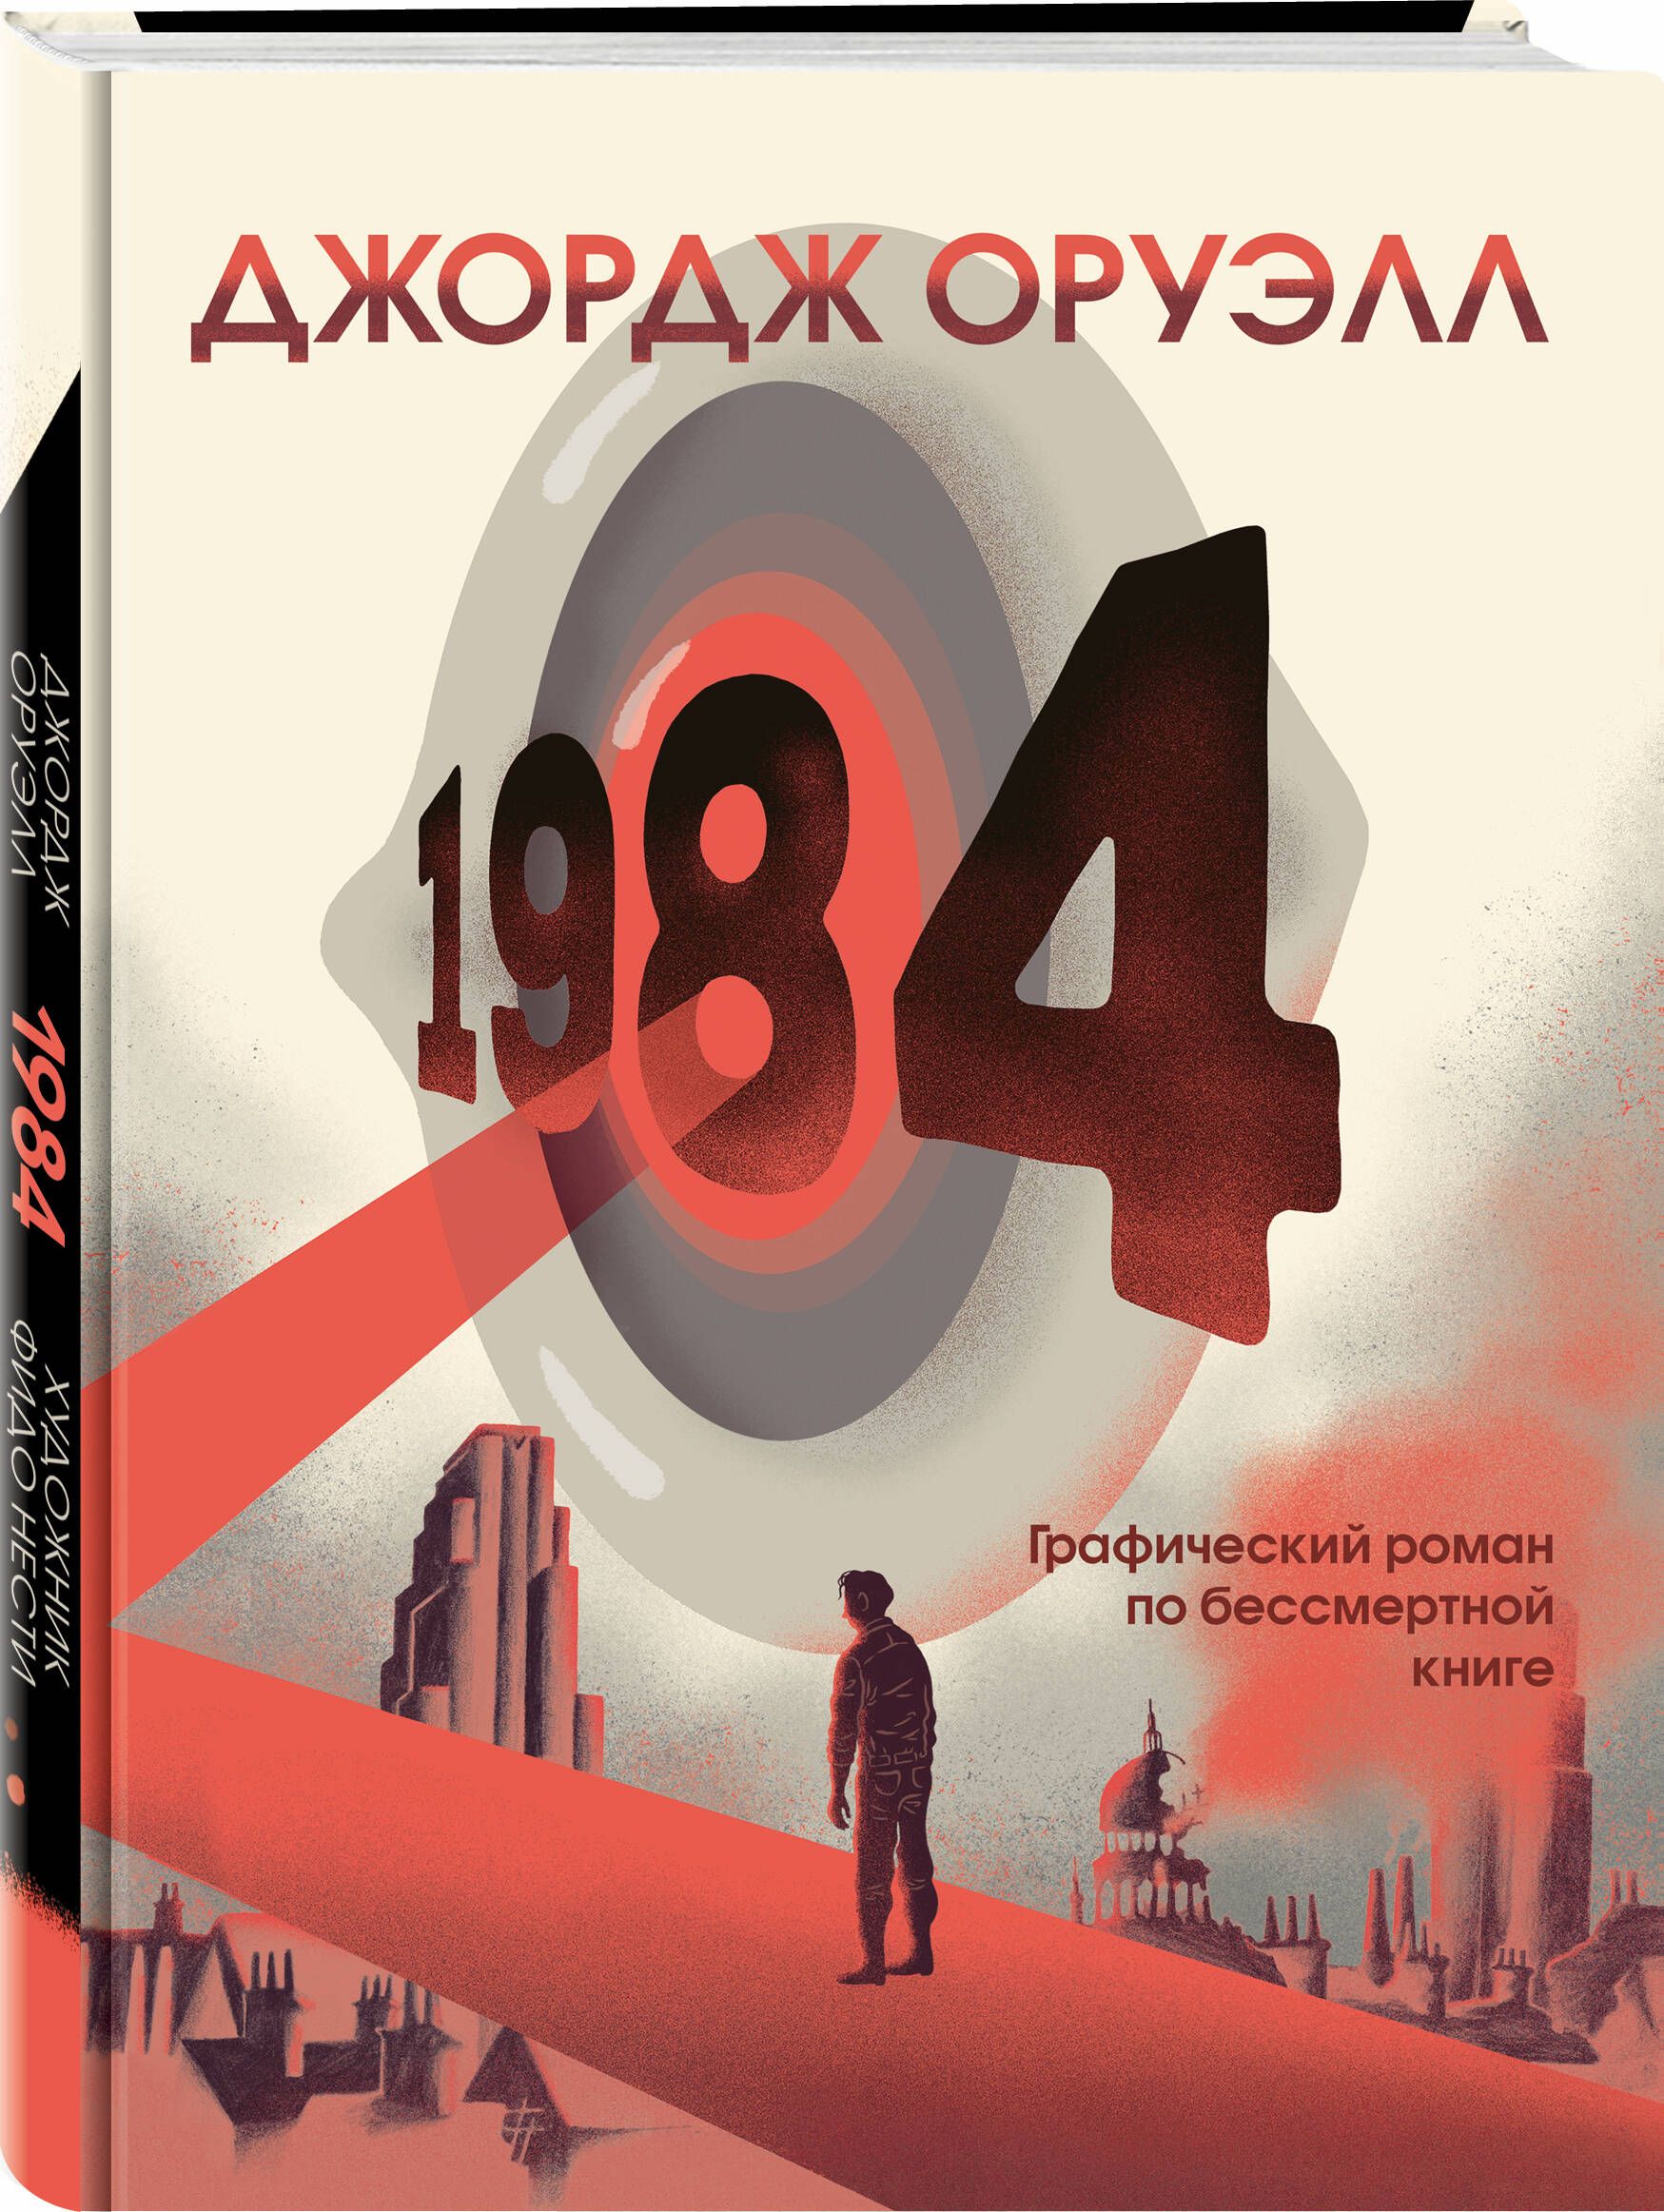 ДЖОРДЖ ОРУЭЛЛ
1984
Графический роман
по бессмертной
книге
ДЖОРДЖ
ОРУЭЛЛ
1984
ХУДОЖНИК
ФИДО НЕСТИ